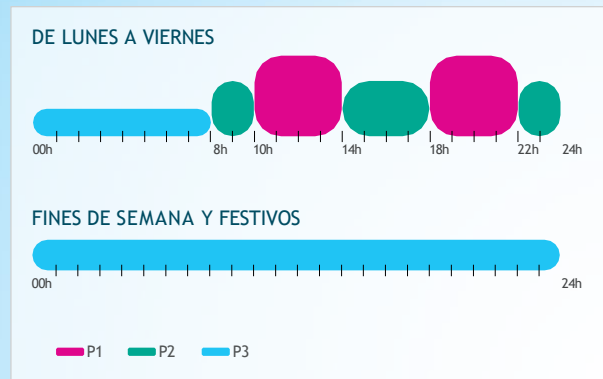 DE LUNES A VIERNES
00h 8h 10h 14h 18h 22h 24h
FINES DE SEMANA Y FESTIVOS
00h 24h
P1 P2 P3